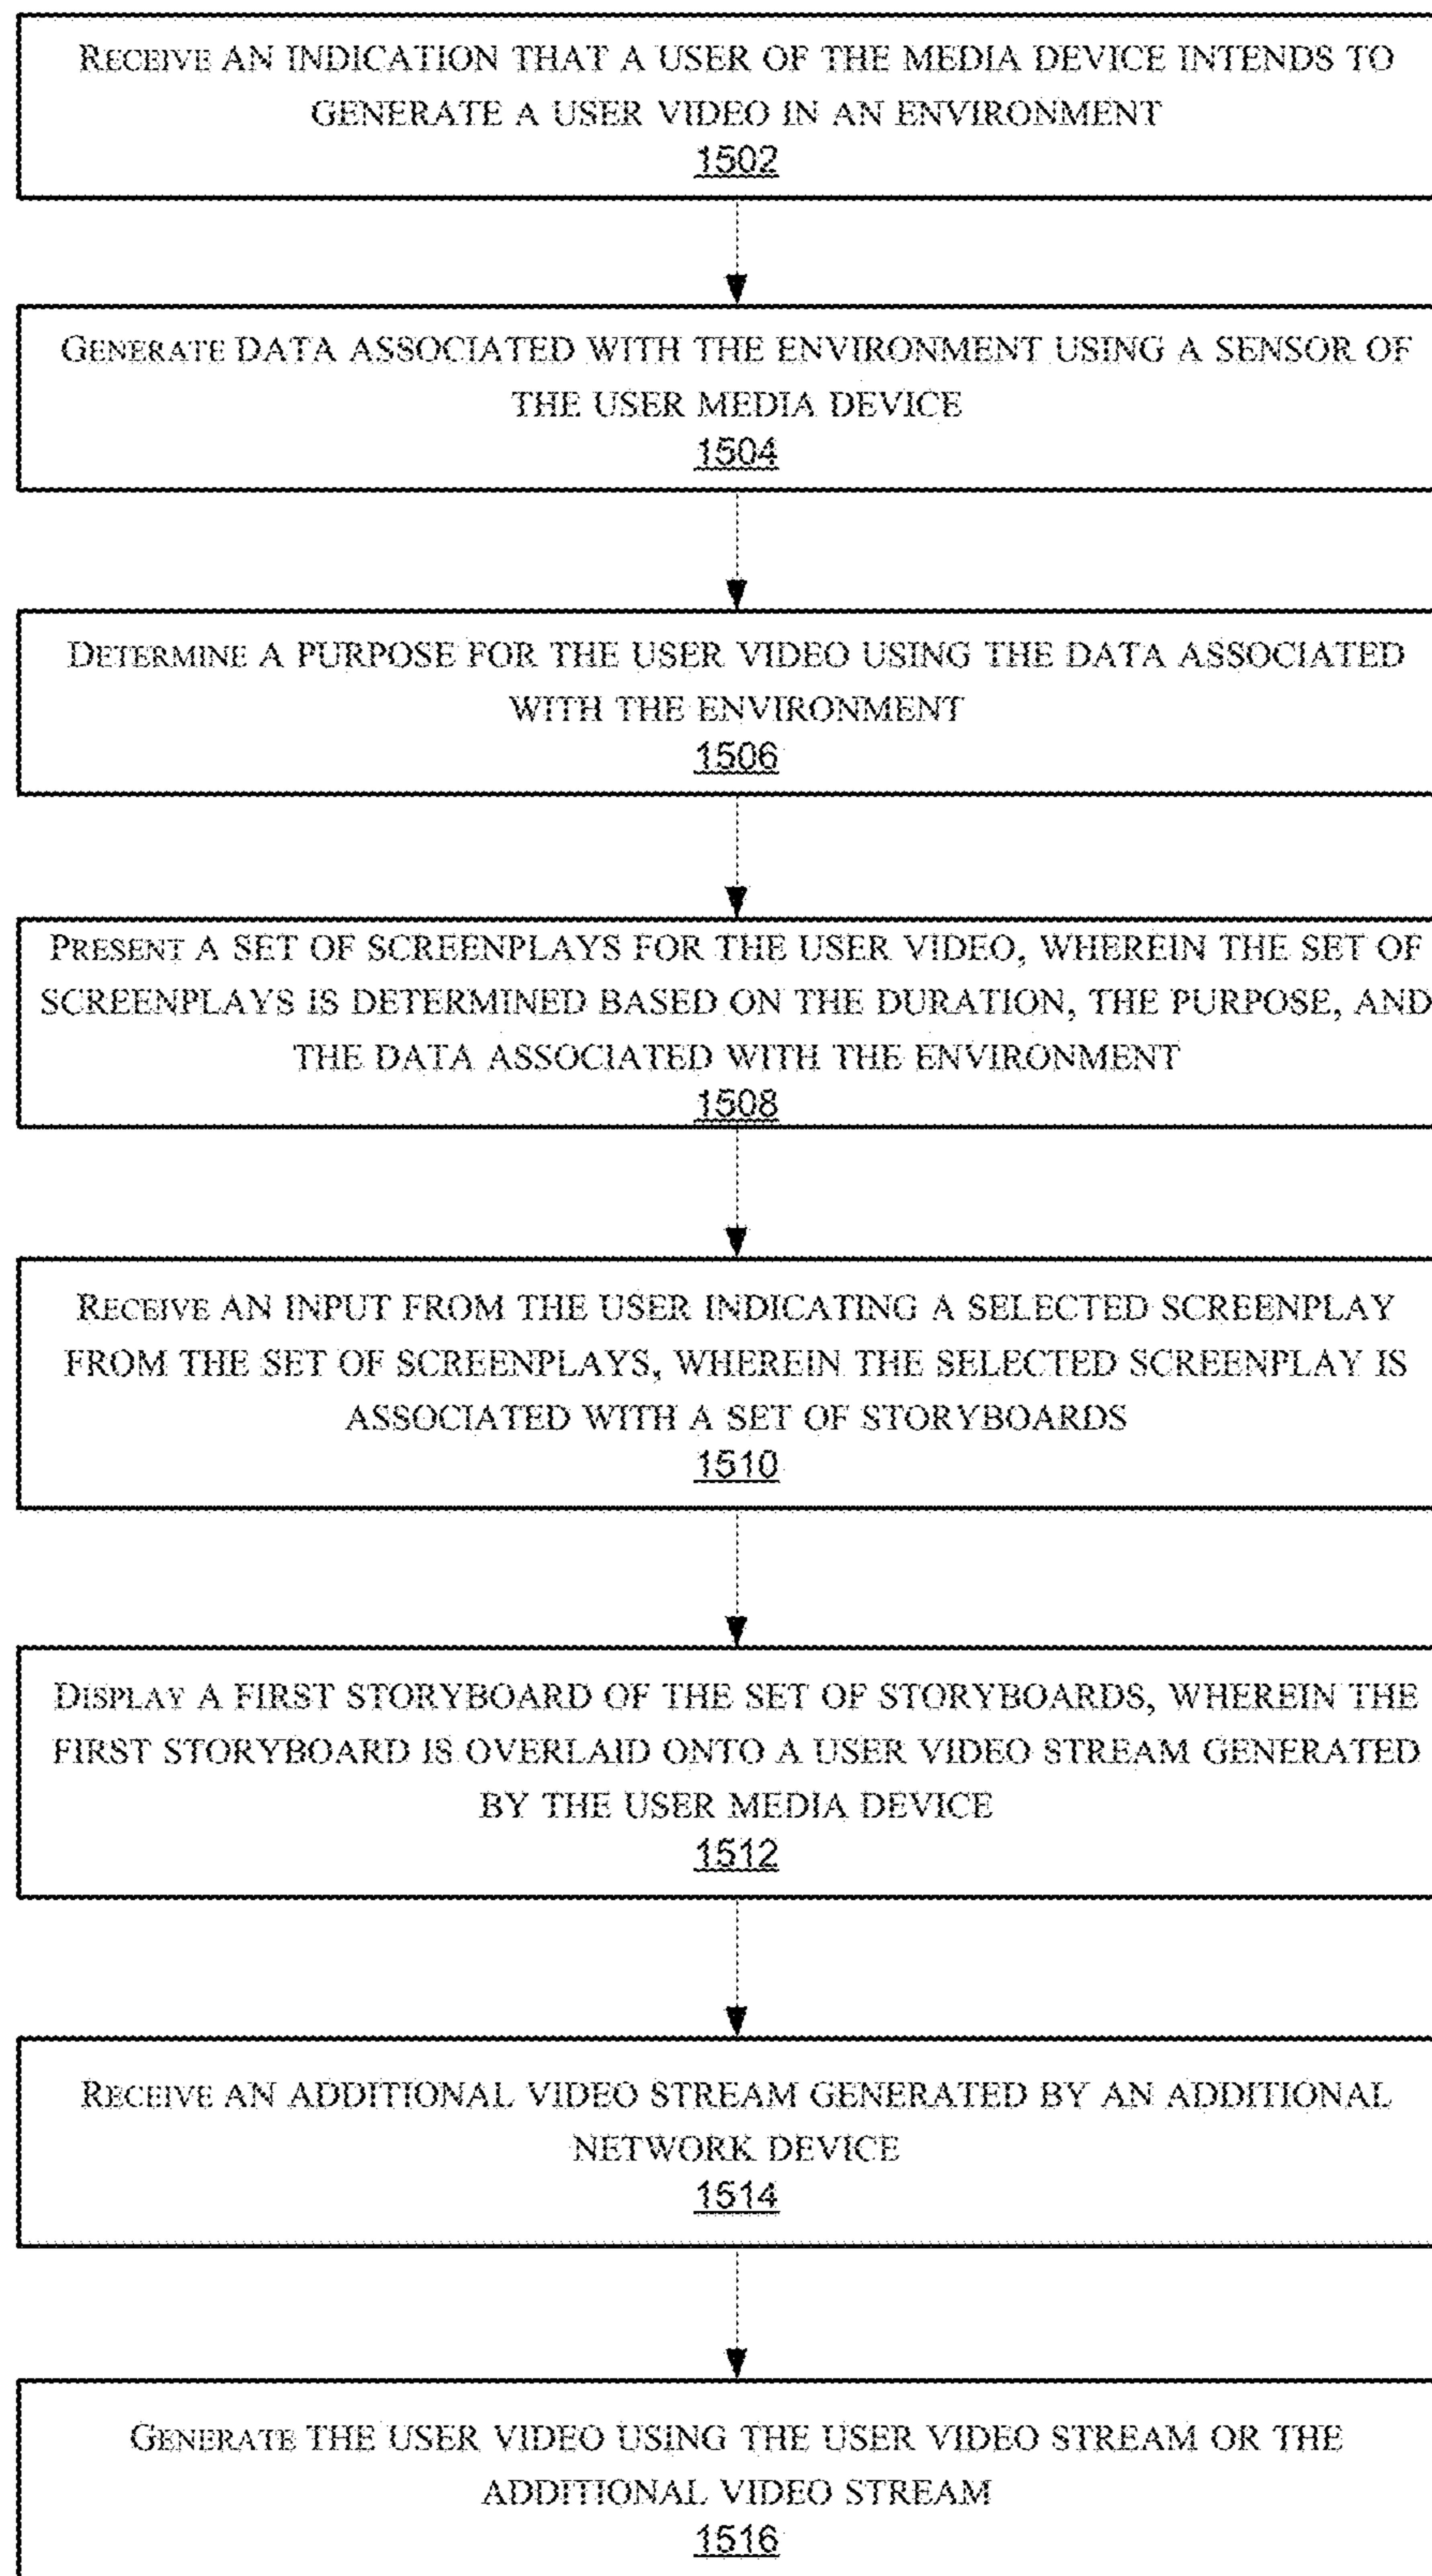 RECEIVE AN INDICATION THAT A USER OF THE MEDIA DEVICE INTENDS TO
GENERATE A USER VIDEO IN AN ENVIRONMENT
1502
GENERATE DATA ASSOCIATED WITH THE ENVIRONMENT USING A SENSOR OF
THE USER MEDIA DEVICE
1504
DETERMINE A PURPOSE FOR THE USER VIDEO USING THE DATA ASSOCIATED
WITH THE ENVIRONMENT
1506
PRESENT A SET OF SCREENPLAYS FOR THE USER VIDEO, WHEREIN THE SET OF
SCREENPLAYS IS DETERMINED BASED ON THE DURATION, THE PURPOSE, AND
THE DATA ASSOCIATED WITH THE ENVIRONMENT
1508
RECEIVE AN INPUT FROM THE USER INDICATING A SELECTED SCREENPLAY
FROM THE SET OF SCREENPLAYS, WHEREIN THE SELECTED SCREENPLAY IS
ASSOCIATED WITH A SET OF STORYBOARDS
1510
DISPLAY A FIRST STORYBOARD OF THE SET OF STORYBOARDS, WHEREIN THE
FIRST STORYBOARD IS OVERLAID ONTO A USER VIDEO STREAM GENERATED
BY THE USER MEDIA DEVICE
1512
RECEIVE AN ADDITIONAL VIDEO STREAM GENERATED BY AN ADDITIONAL
NETWORK DEVICE
1514
GENERATE THE USER VIDEO USING THE USER VIDEO STREAM OR THE
ADDITIONAL VIDEO STREAM
1516